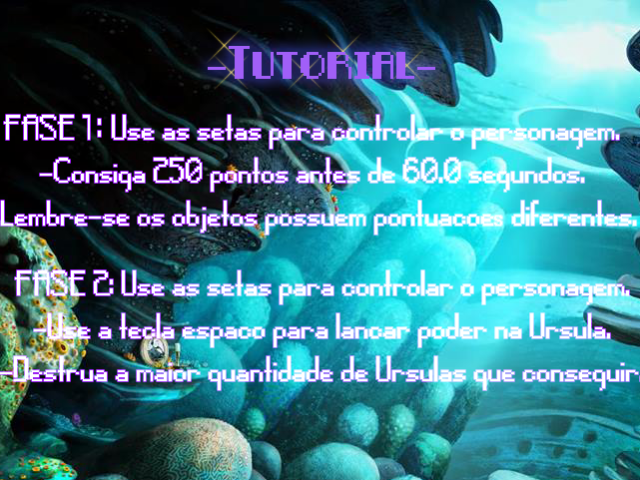 -Tutorial-
FASE 1: Use as setas para controlar o personagem.
-Consiga 250 pontos antes de 60.0 segundos.
Lembre-se os objetos possuem pontuacoes diferentes.
FASE 2: Use as setas para controlar o personagem.
-Use a tecla espaco para lancar poder na Ursula.
-Destrua a maior quantidade de Ursulas que conseguir.